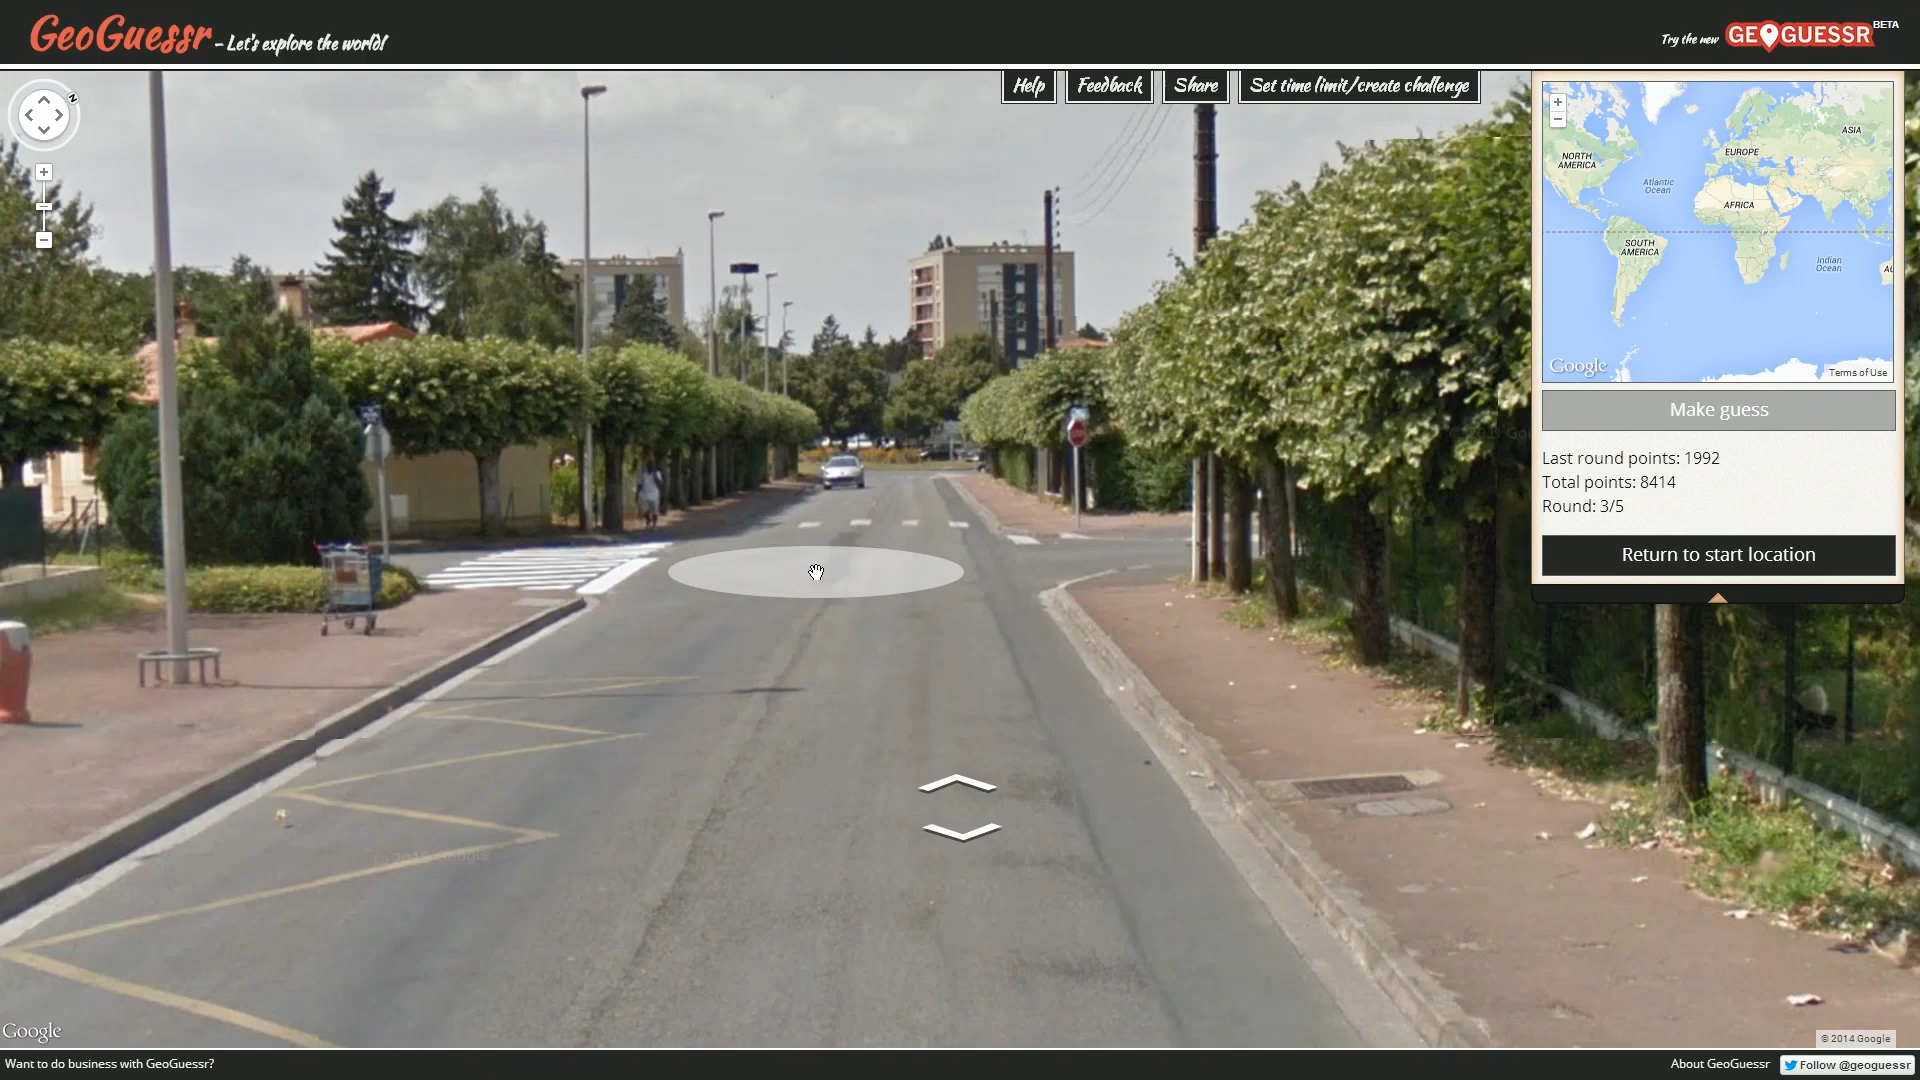 GeoGuessr - Let's explore the world!
Try the new GEOGUESSR BETA
N
Help
Feedback
Share
Set time limit/create challenge
NORTH AMERICA
EUROPE
ASIA
Atlantic Ocean
AFRICA
SOUTH AMERICA
Indian Ocean
AU
Google
Terms of Use
Make guess
Last round points: 1992
Total points: 8414
Round: 3/5
Return to start location
Google
© 2014 Google
Want to do business with GeoGuessr?
About GeoGuessr
Follow @geoguessr